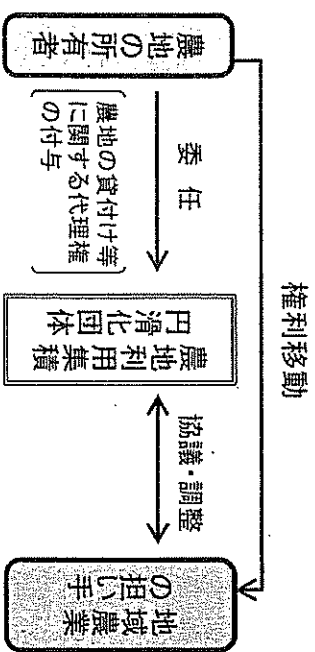 権利移動
農地の所有者
委任
農地の貸付け等
に関する代理権
の付与
農地利用集積
円滑化団体
協議・調整
地域農業
の担い手